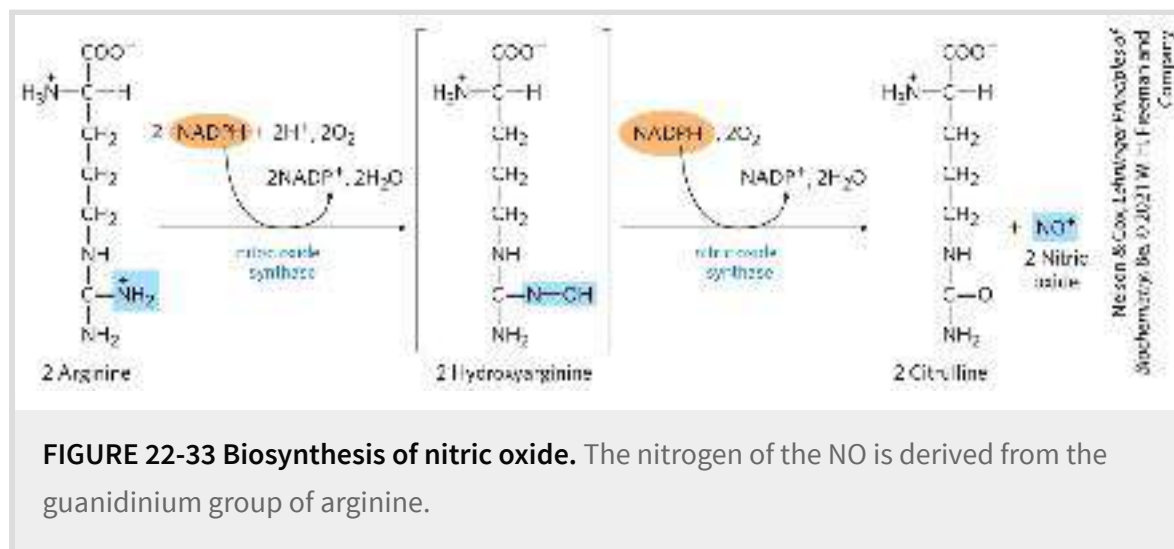 COO⁻ COO⁻ COO⁻
H₃N⁺—C—H H₃N⁺—C—H H₃N⁺—C—H
CH₂ 2 NADPH + 2H⁺, 2O₂ CH₂ NADPH, 2O₂ CH₂
CH₂ 2NADP⁺, 2H₂O CH₂ NADP⁺, 2H₂O CH₂
CH₂ CH₂ CH₂ + NO•
NH nitric oxide NH nitric oxide NH 2 Nitric
synthase synthase oxide
C—NH₂⁺ C—N—OH C—O
NH₂ NH₂ NH₂
2 Arginine 2 Hydroxyarginine 2 Citrulline
Nelson & Cox, Lehninger Principles of
Biochemistry, 8e, © 2021 W. H. Freeman and
Company
FIGURE 22-33 Biosynthesis of nitric oxide. The nitrogen of the NO is derived from the
guanidinium group of arginine.